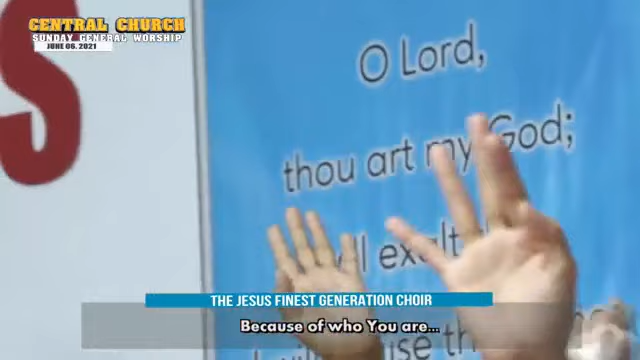 CENTRAL CHURCH
SUNDAY GENERAL WORSHIP
JUNE 06, 2021
S
O Lord,
thou art my God;
exalt
THE JESUS FINEST GENERATION CHOIR
Because of who You are...